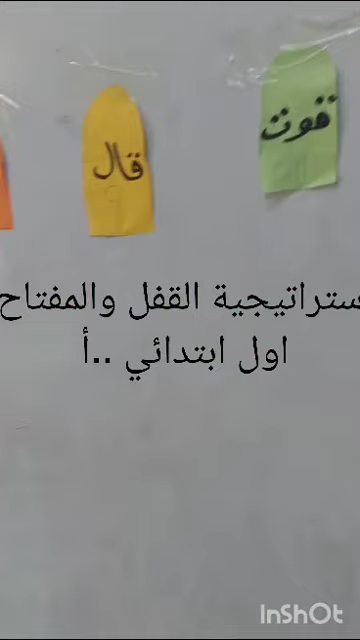 قوت
قال
ستراتيجية القفل والمفتاح
اول ابتدائي ..أ
InShOt